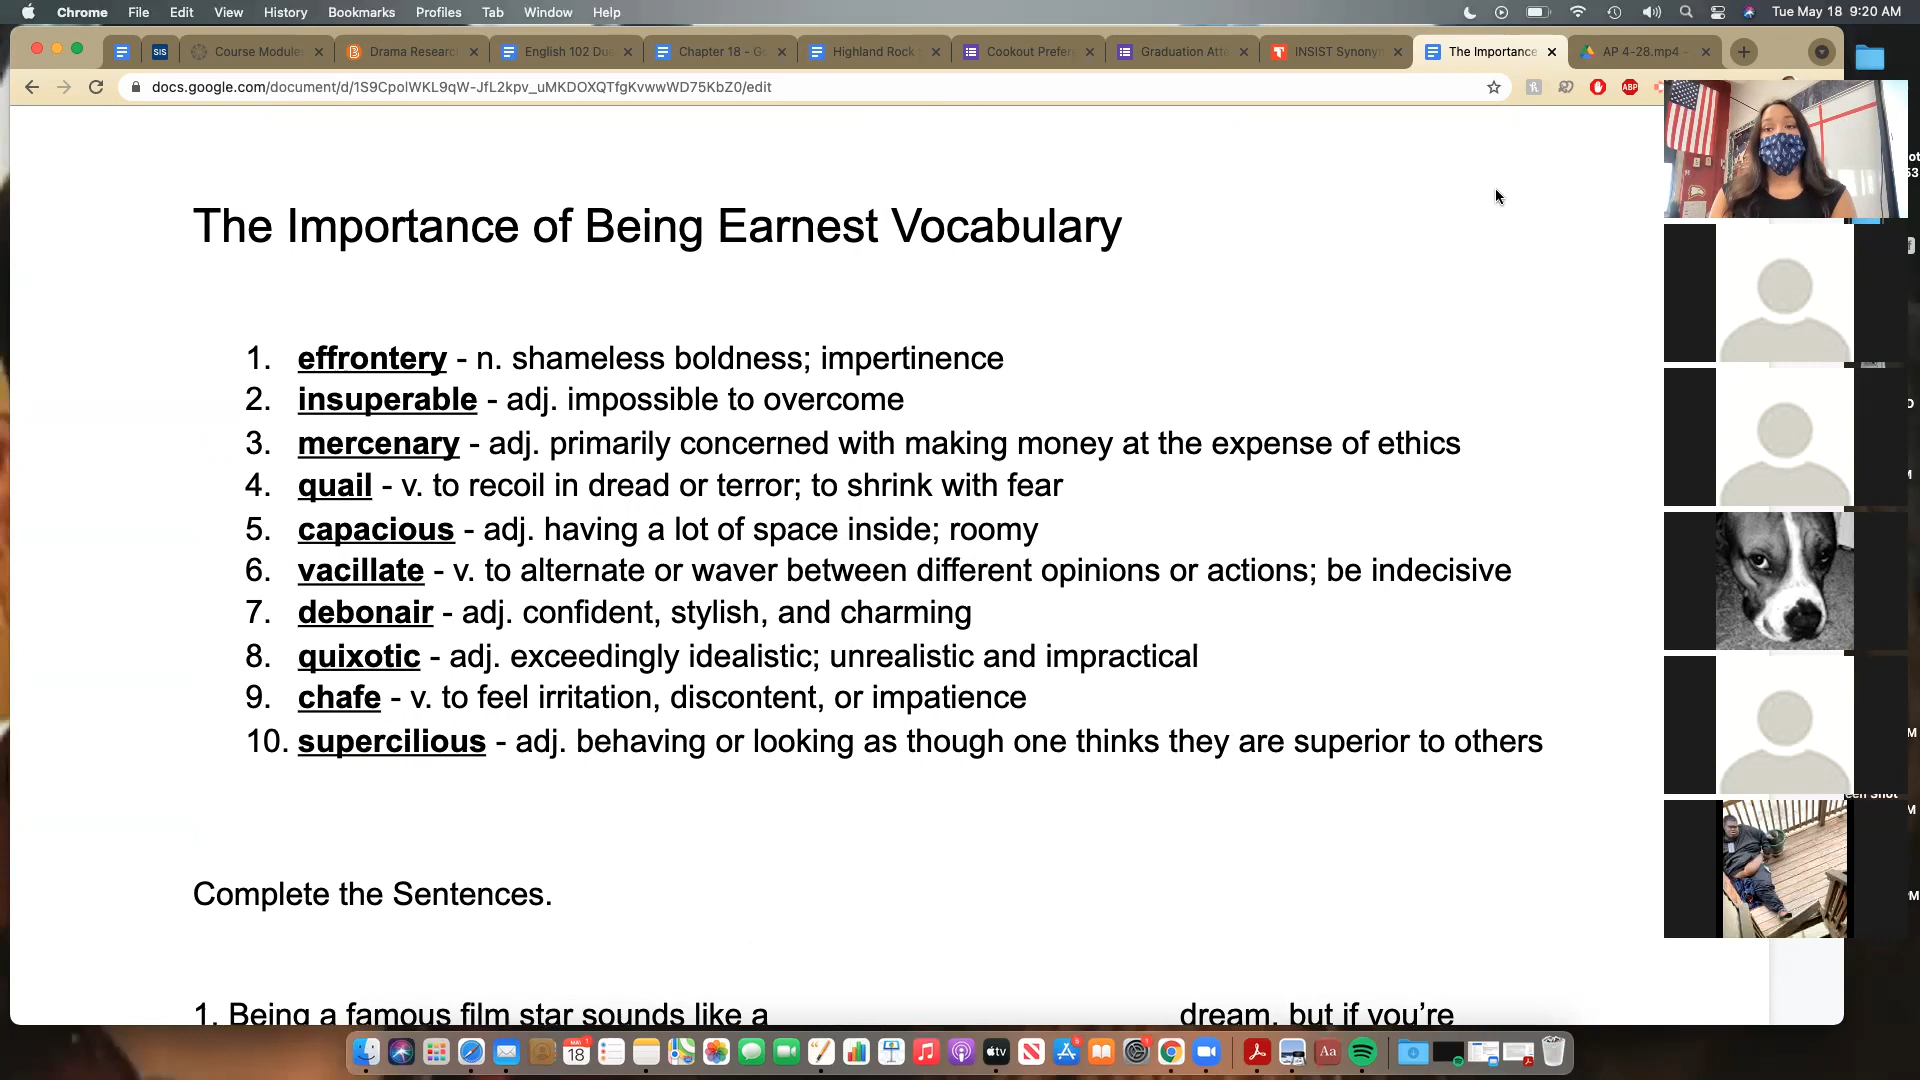 Chrome File Edit View History Bookmarks Profiles Tab Window Help Tue May 18 9:20 AM
SIS Course Module Drama Researc English 102 Du Chapter 18 - G Highland Rock Cookout Prefer Graduation Att INSIST Synonyn The Importance AP 4-28.mp4 -
docs.google.com/document/d/1S9CpolWKL9qW-JfL2kpv_uMKDOXQTfgKvwwWD75KbZ0/edit ABP
The Importance of Being Earnest Vocabulary
1. effrontery - n. shameless boldness; impertinence
2. insuperable - adj. impossible to overcome
3. mercenary - adj. primarily concerned with making money at the expense of ethics
4. quail - v. to recoil in dread or terror; to shrink with fear
5. capacious - adj. having a lot of space inside; roomy
6. vacillate - v. to alternate or waver between different opinions or actions; be indecisive
7. debonair - adj. confident, stylish, and charming
8. quixotic - adj. exceedingly idealistic; unrealistic and impractical
9. chafe - v. to feel irritation, discontent, or impatience
10. supercilious - adj. behaving or looking as though one thinks they are superior to others
Complete the Sentences.
1. Being a famous film star sounds like a dream, but if you're
18 tv Aa